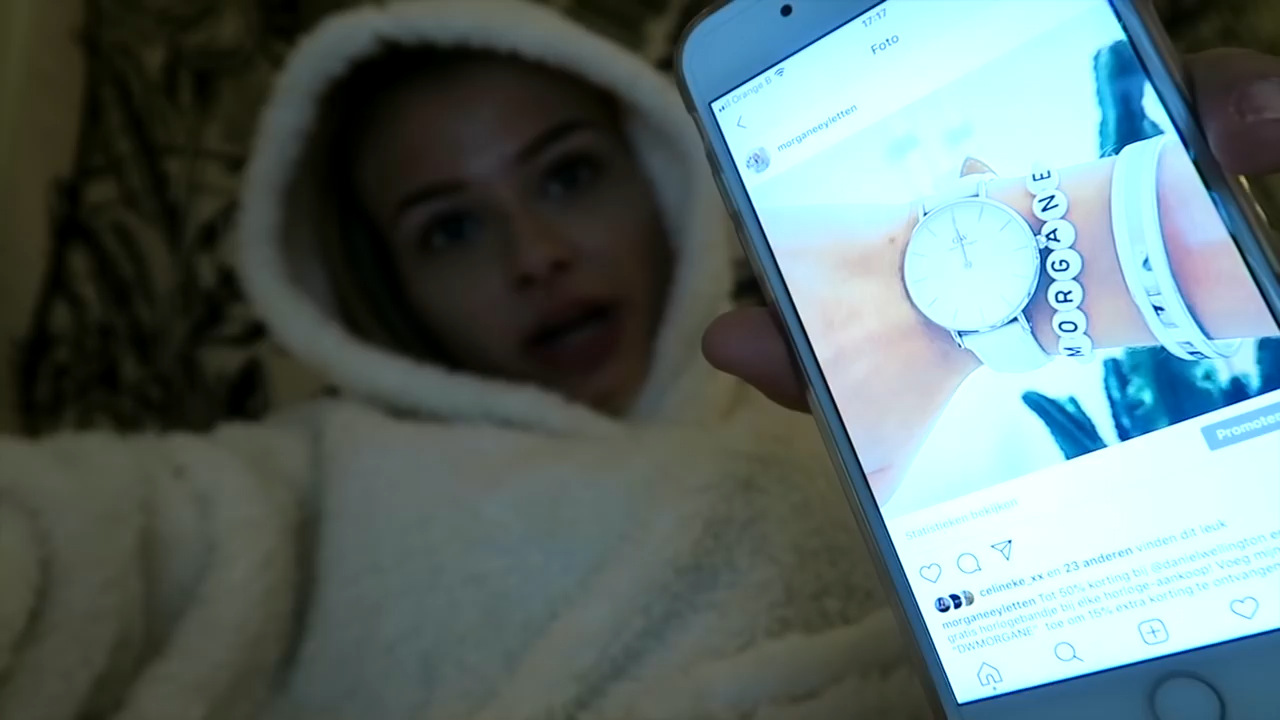 Orange B
17:17
Foto
morganeeyletten
DW
MORGANE
Promoten
Statistieken bekijken
celineke_xx en 23 anderen vinden dit leuk
morganeeyletten Tot 50% korting bij @danielwellington en
gratis horlogebandje bij elke horloge-aankoop! Voeg mijn
"DWMORGANE" toe om 15% extra korting te ontvangen